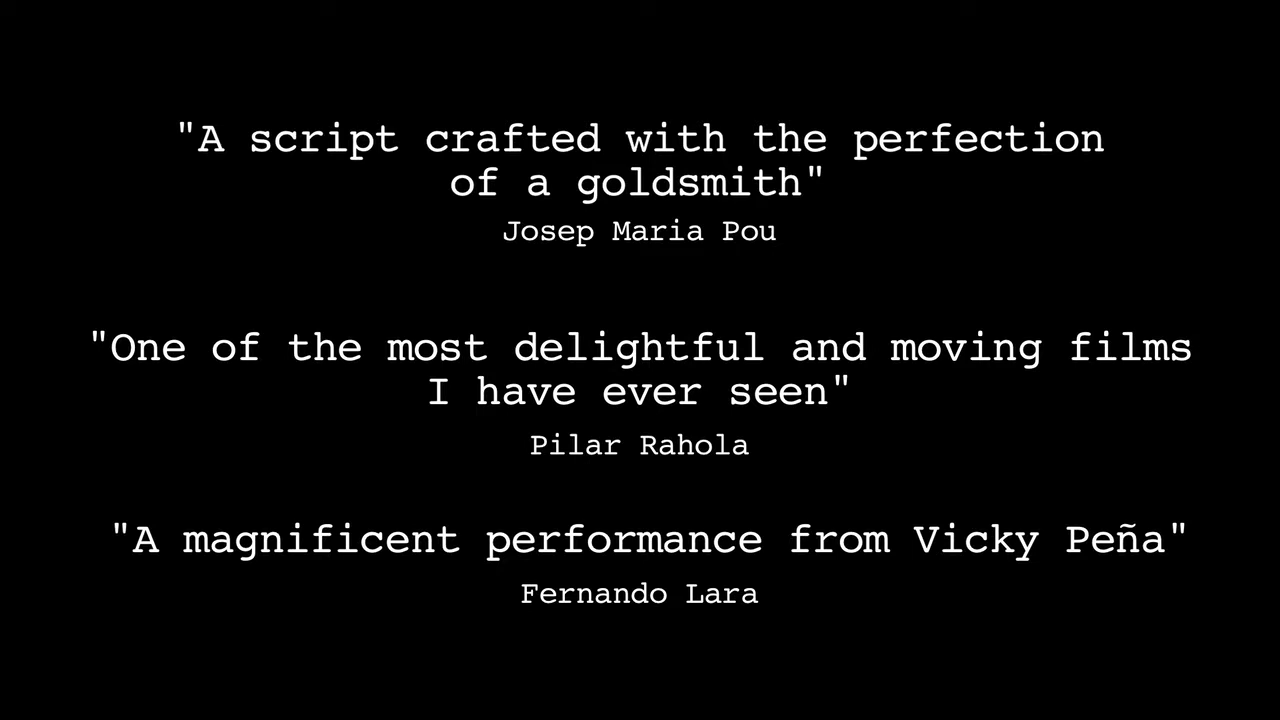 "A script crafted with the perfection
of a goldsmith"
Josep Maria Pou
"One of the most delightful and moving films
I have ever seen"
Pilar Rahola
"A magnificent performance from Vicky Peña"
Fernando Lara